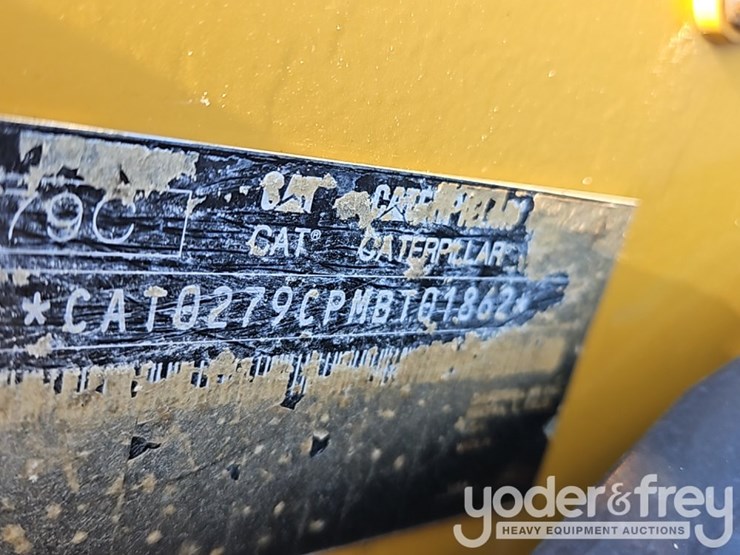 79C
CAT CATERPILLAR
CAT® CATERPILLAR
*CAT0279CPMBT01862*
yoder&frey
HEAVY EQUIPMENT AUCTIONS